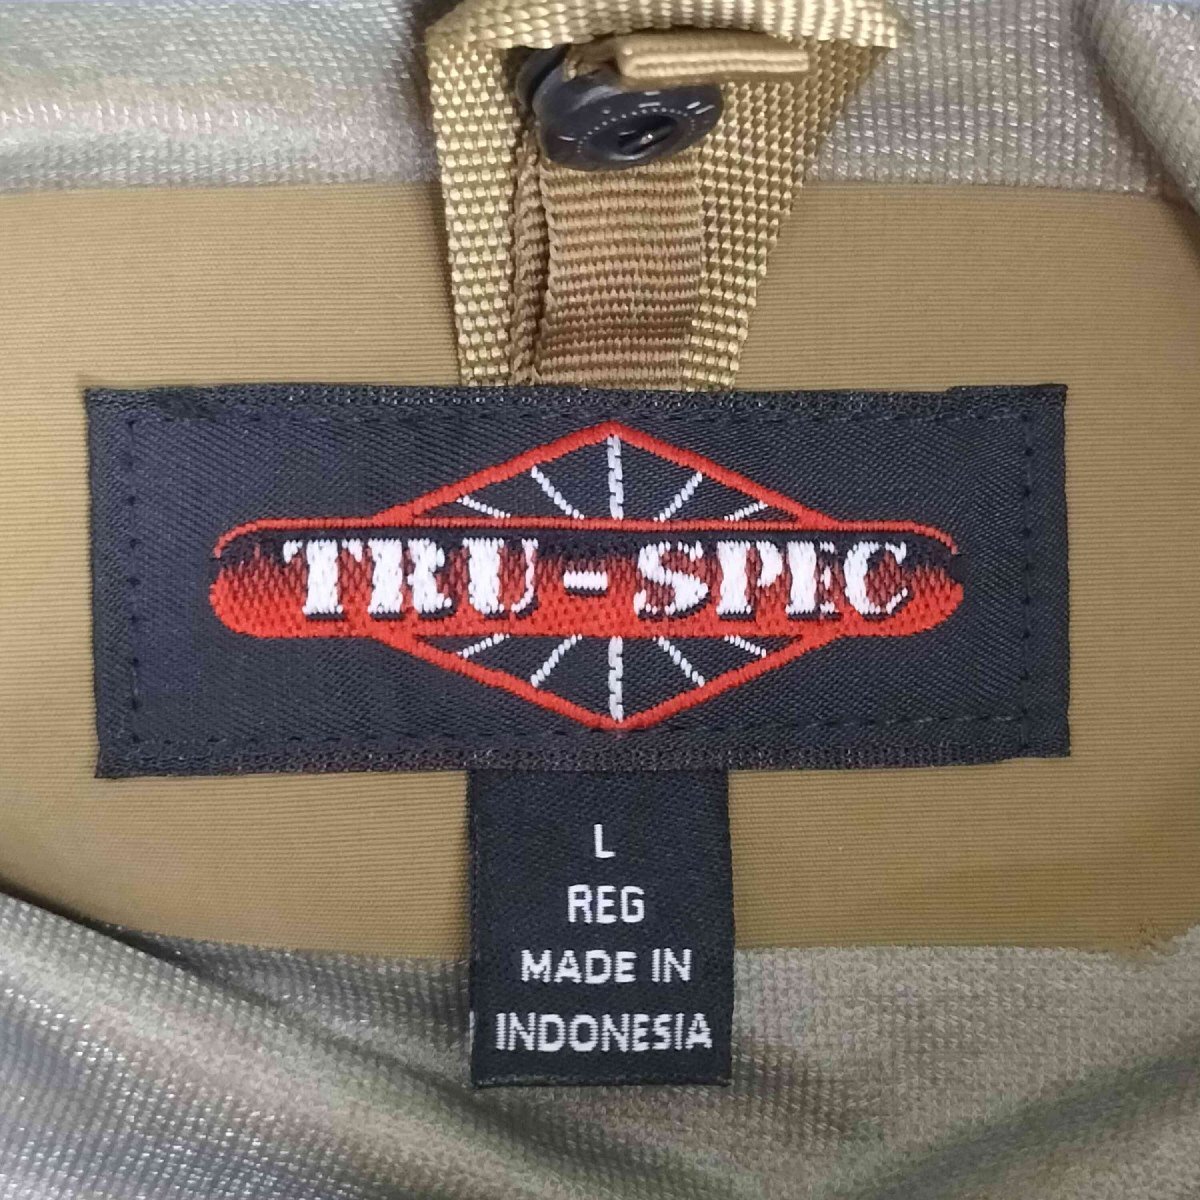 TRU-SPEC
L
REG
MADE IN
INDONESIA